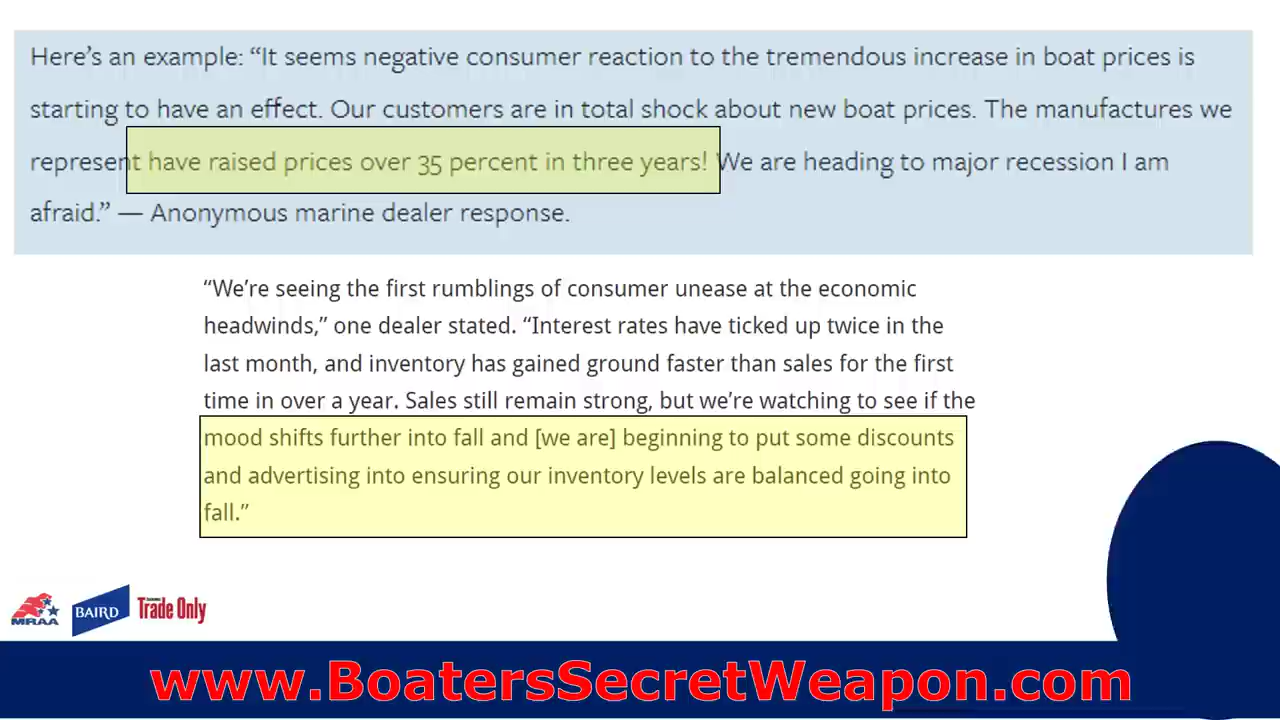 Here’s an example: “It seems negative consumer reaction to the tremendous increase in boat prices is
starting to have an effect. Our customers are in total shock about new boat prices. The manufactures we
represent have raised prices over 35 percent in three years! We are heading to major recession I am
afraid.” — Anonymous marine dealer response.
“We’re seeing the first rumblings of consumer unease at the economic
headwinds,” one dealer stated. “Interest rates have ticked up twice in the
last month, and inventory has gained ground faster than sales for the first
time in over a year. Sales still remain strong, but we’re watching to see if the
mood shifts further into fall and [we are] beginning to put some discounts
and advertising into ensuring our inventory levels are balanced going into
fall.”
MRAA
BAIRD
Trade Only
www.BoatersSecretWeapon.com